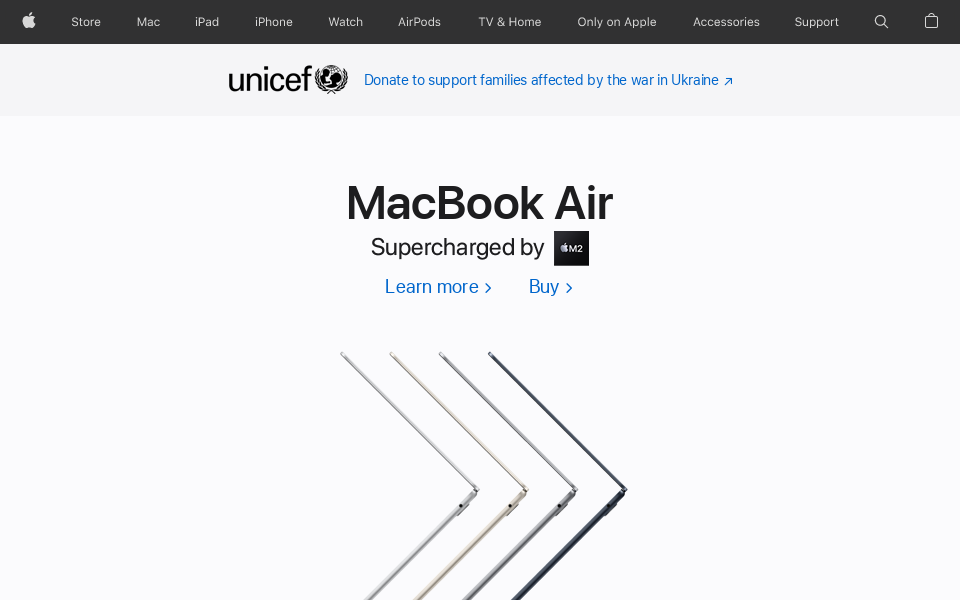 Store Mac iPad iPhone Watch AirPods TV & Home Only on Apple Accessories Support
unicef Donate to support families affected by the war in Ukraine ↗
MacBook Air
Supercharged by M2
Learn more > Buy >